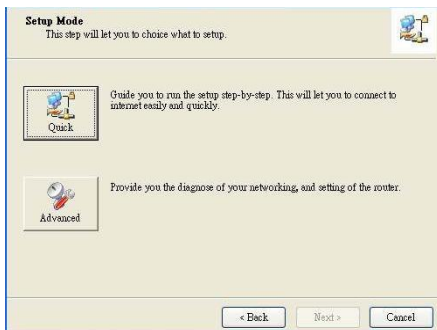 Setup Mode
This step will let you to choice what to setup.
Guide you to run the setup step-by-step. This will let you to connect to
internet easily and quickly.
Quick
Provide you the diagnose of your networking, and setting of the router.
Advanced
< Back
Next >
Cancel